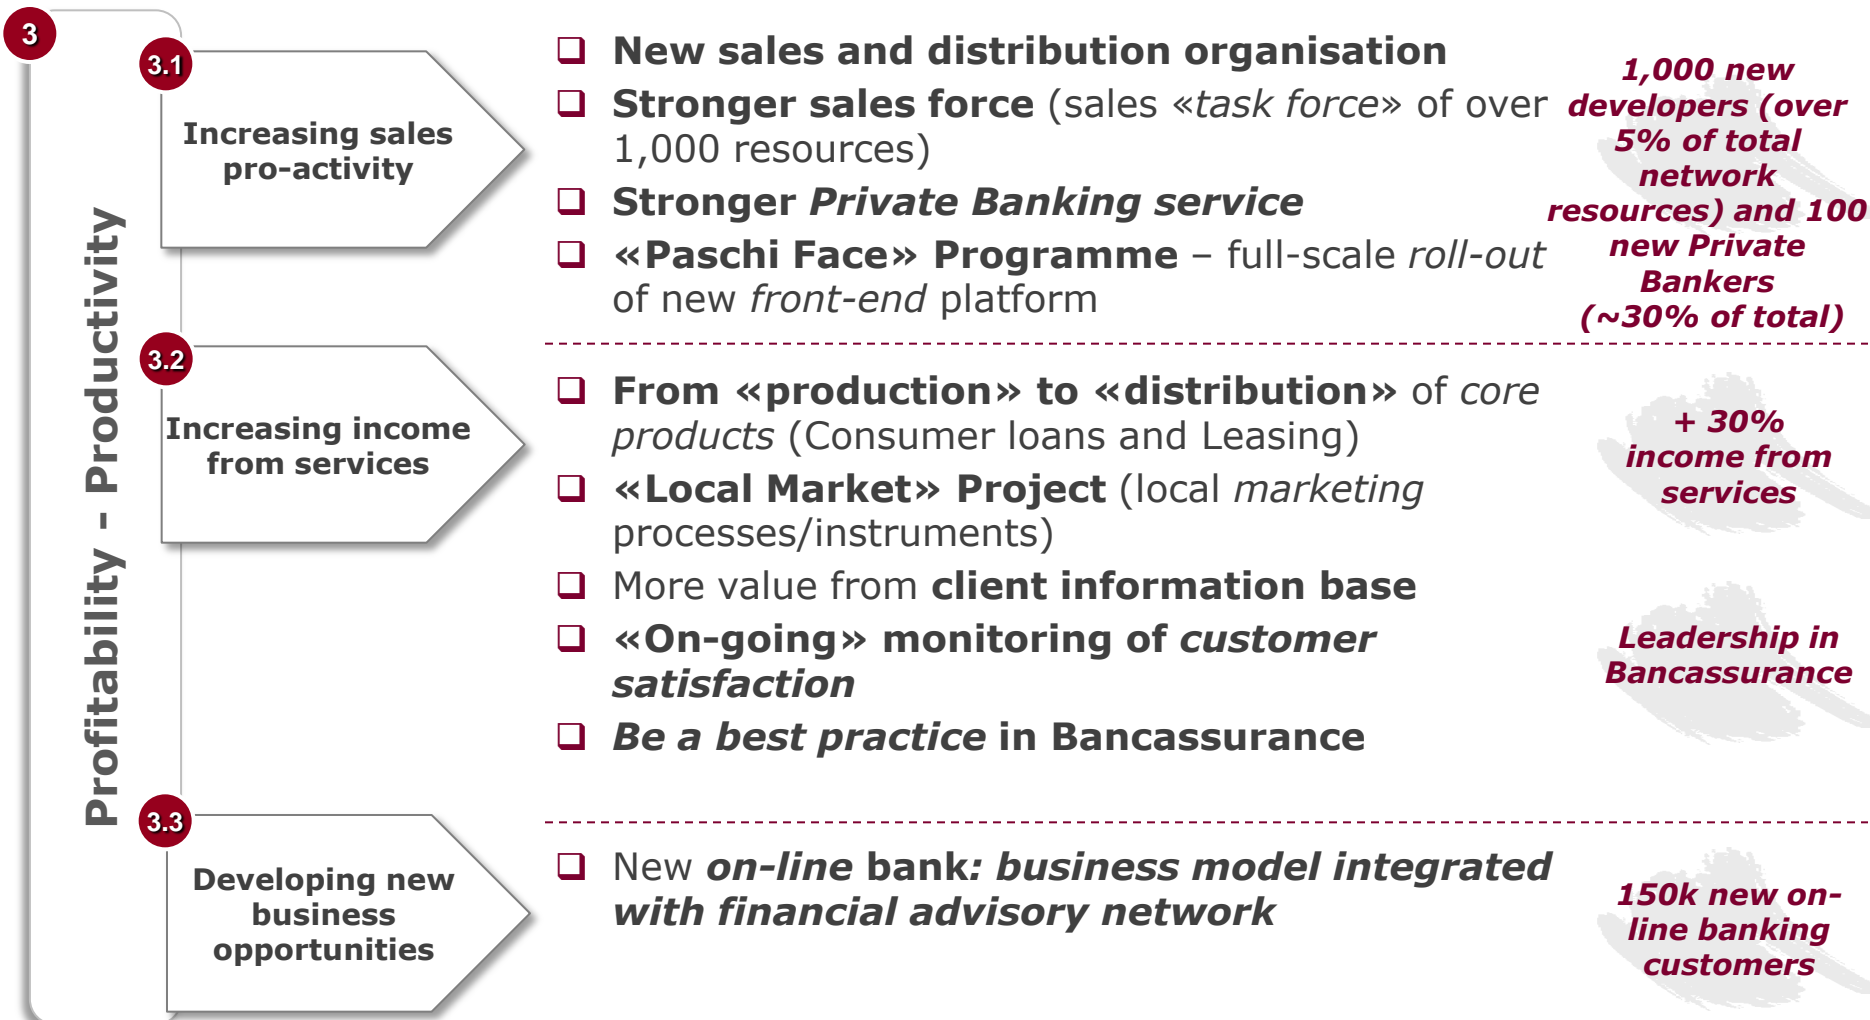 3
Profitability - Productivity
3.1
Increasing sales
pro-activity
❑ New sales and distribution organisation
❑ Stronger sales force (sales «task force» of over
1,000 resources)
❑ Stronger Private Banking service
❑ «Paschi Face» Programme – full-scale roll-out
of new front-end platform
1,000 new
developers (over
5% of total
network
resources) and 100
new Private
Bankers
(~30% of total)
3.2
Increasing income
from services
❑ From «production» to «distribution» of core
products (Consumer loans and Leasing)
❑ «Local Market» Project (local marketing
processes/instruments)
❑ More value from client information base
❑ «On-going» monitoring of customer
satisfaction
❑ Be a best practice in Bancassurance
+ 30%
income from
services
Leadership in
Bancassurance
3.3
Developing new
business
opportunities
❑ New on-line bank: business model integrated
with financial advisory network
150k new on-
line banking
customers